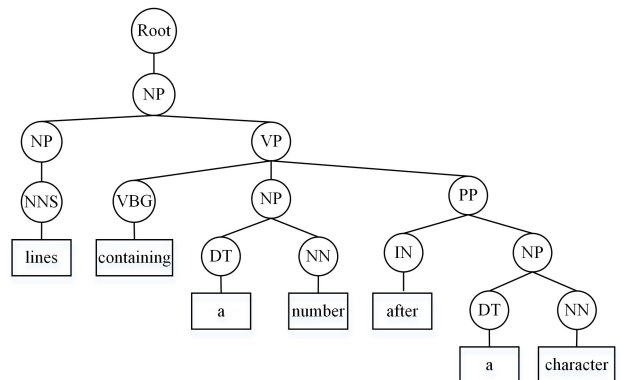 Root
NP
NP VP
NNS VBG NP PP
lines containing DT NN IN NP
a number after DT NN
a character